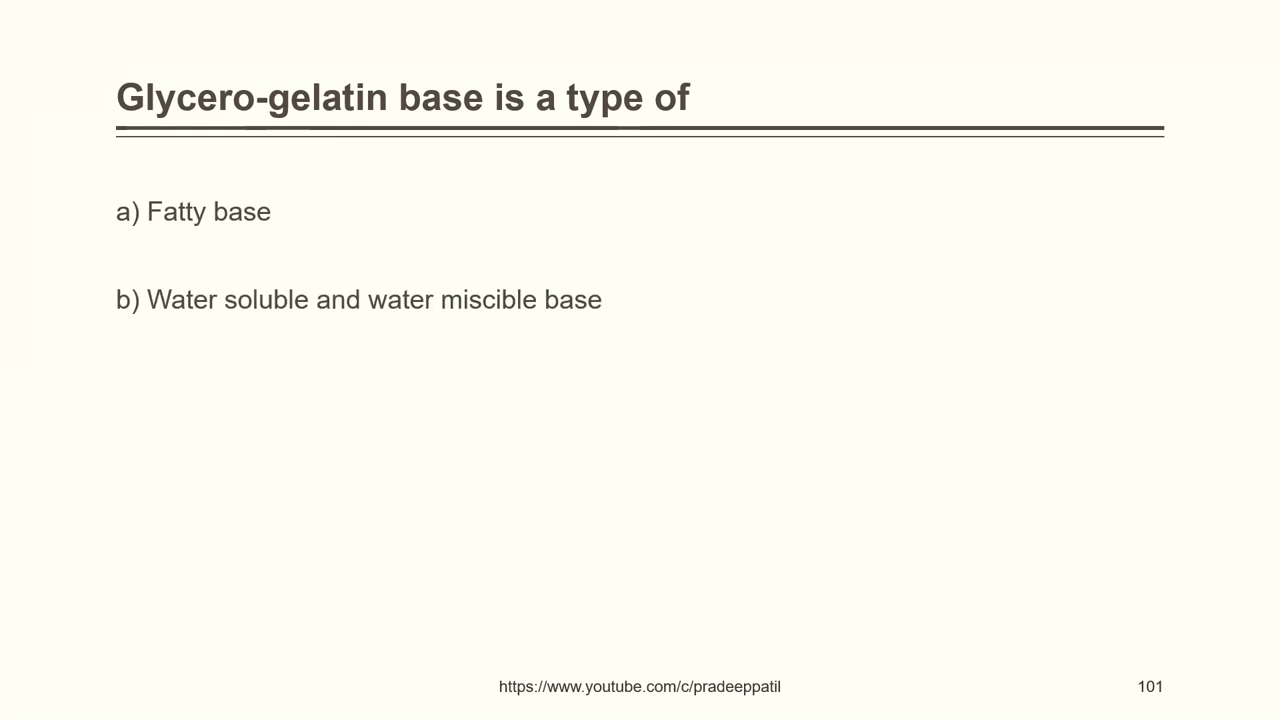 Glycero-gelatin base is a type of
a) Fatty base
b) Water soluble and water miscible base
https://www.youtube.com/c/pradeeppatil
101